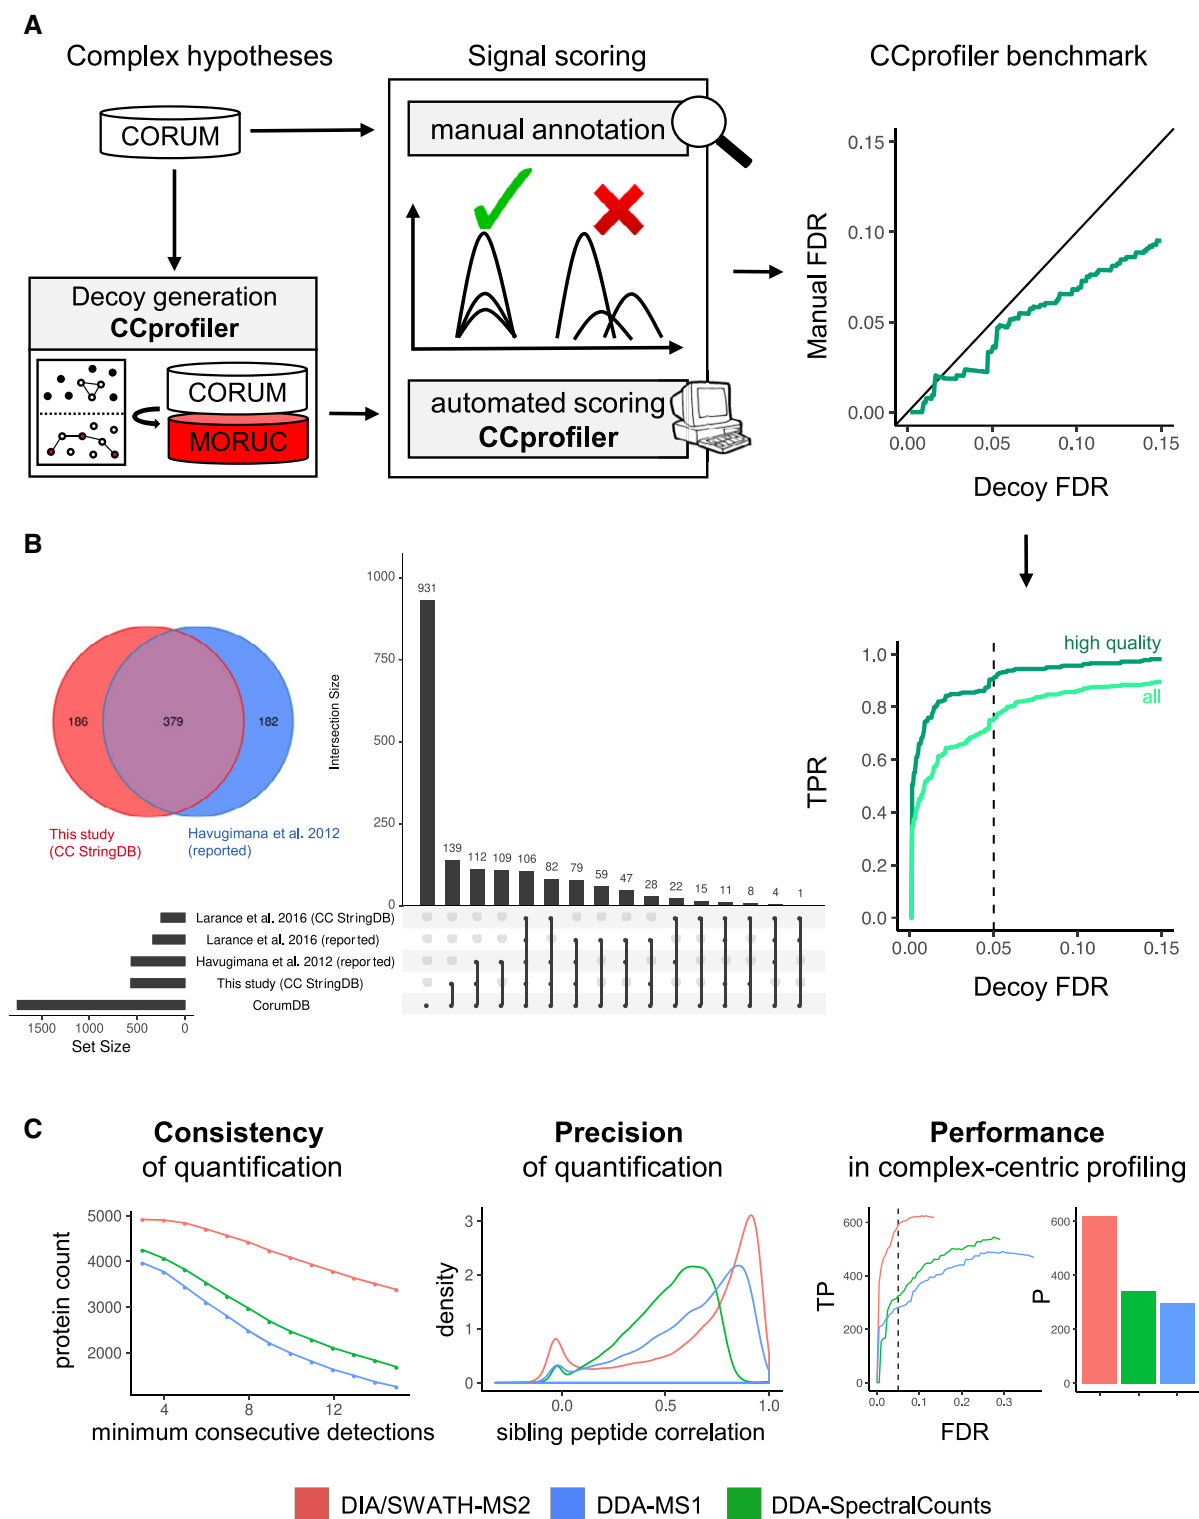 A
Complex hypotheses
Signal scoring
CCprofiler benchmark
CORUM
manual annotation
Decoy generation
CCprofiler
CORUM
MORUC
automated scoring
CCprofiler
Manual FDR
0.15
0.10
0.05
0.00
0.00
0.05
0.10
0.15
Decoy FDR
B
186
379
182
This study
(CC StringDB)
Havugimana et al. 2012
(reported)
Intersection Size
1000
750
500
250
0
931
139
112
109
106
82
79
59
47
28
22
15
11
8
4
1
Larance et al. 2016 (CC StringDB)
Larance et al. 2016 (reported)
Havugimana et al. 2012 (reported)
This study (CC StringDB)
CorumDB
1500
1000
500
0
Set Size
high quality
all
TPR
1.0
0.8
0.6
0.4
0.2
0.0
0.00
0.05
0.10
0.15
Decoy FDR
C
Consistency
of quantification
protein count
5000
4000
3000
2000
4
8
12
minimum consecutive detections
Precision
of quantification
density
3
2
1
0
0.0
0.5
1.0
sibling peptide correlation
Performance
in complex-centric profiling
TP
600
400
200
0
0.0
0.1
0.2
0.3
FDR
P
600
400
200
0
DIA/SWATH-MS2
DDA-MS1
DDA-SpectralCounts